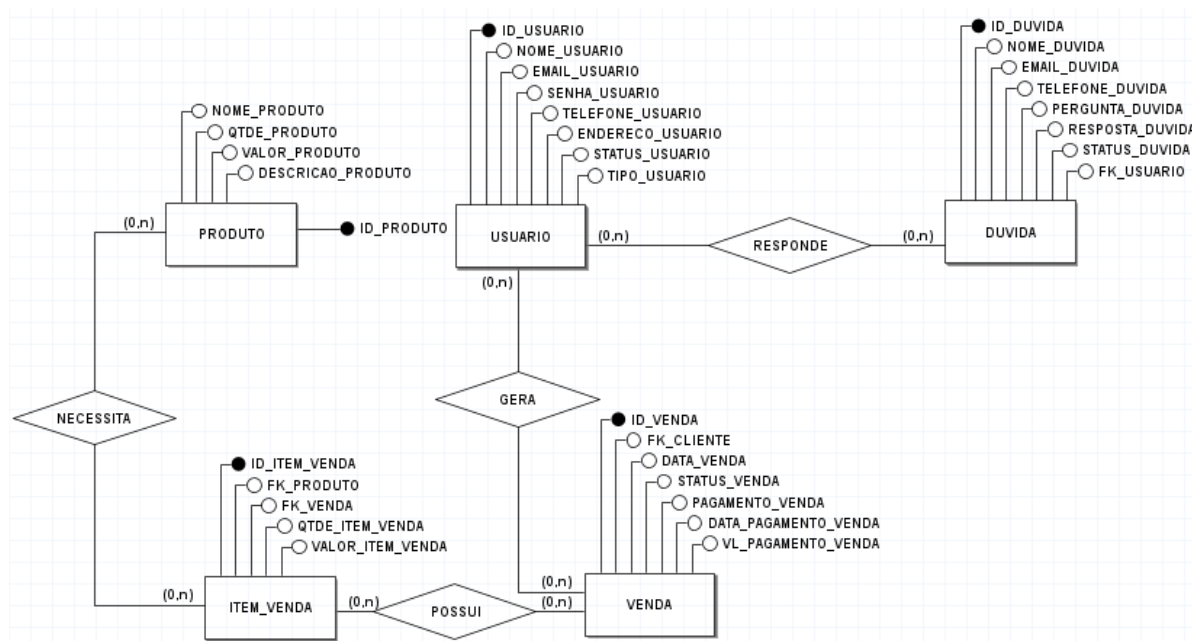 ID_USUARIO
NOME_USUARIO
EMAIL_USUARIO
SENHA_USUARIO
TELEFONE_USUARIO
ENDERECO_USUARIO
STATUS_USUARIO
TIPO_USUARIO
ID_DUVIDA
NOME_DUVIDA
EMAIL_DUVIDA
TELEFONE_DUVIDA
PERGUNTA_DUVIDA
RESPOSTA_DUVIDA
STATUS_DUVIDA
FK_USUARIO
NOME_PRODUTO
QTDE_PRODUTO
VALOR_PRODUTO
DESCRICAO_PRODUTO
(0,n)
PRODUTO
ID_PRODUTO
USUARIO
(0,n)
RESPONDE
(0,n)
DUVIDA
(0,n)
NECESSITA
GERA
ID_VENDA
FK_CLIENTE
DATA_VENDA
STATUS_VENDA
PAGAMENTO_VENDA
DATA_PAGAMENTO_VENDA
VL_PAGAMENTO_VENDA
ID_ITEM_VENDA
FK_PRODUTO
FK_VENDA
QTDE_ITEM_VENDA
VALOR_ITEM_VENDA
(0,n)
ITEM_VENDA
(0,n)
POSSUI
(0,n)
(0,n)
VENDA